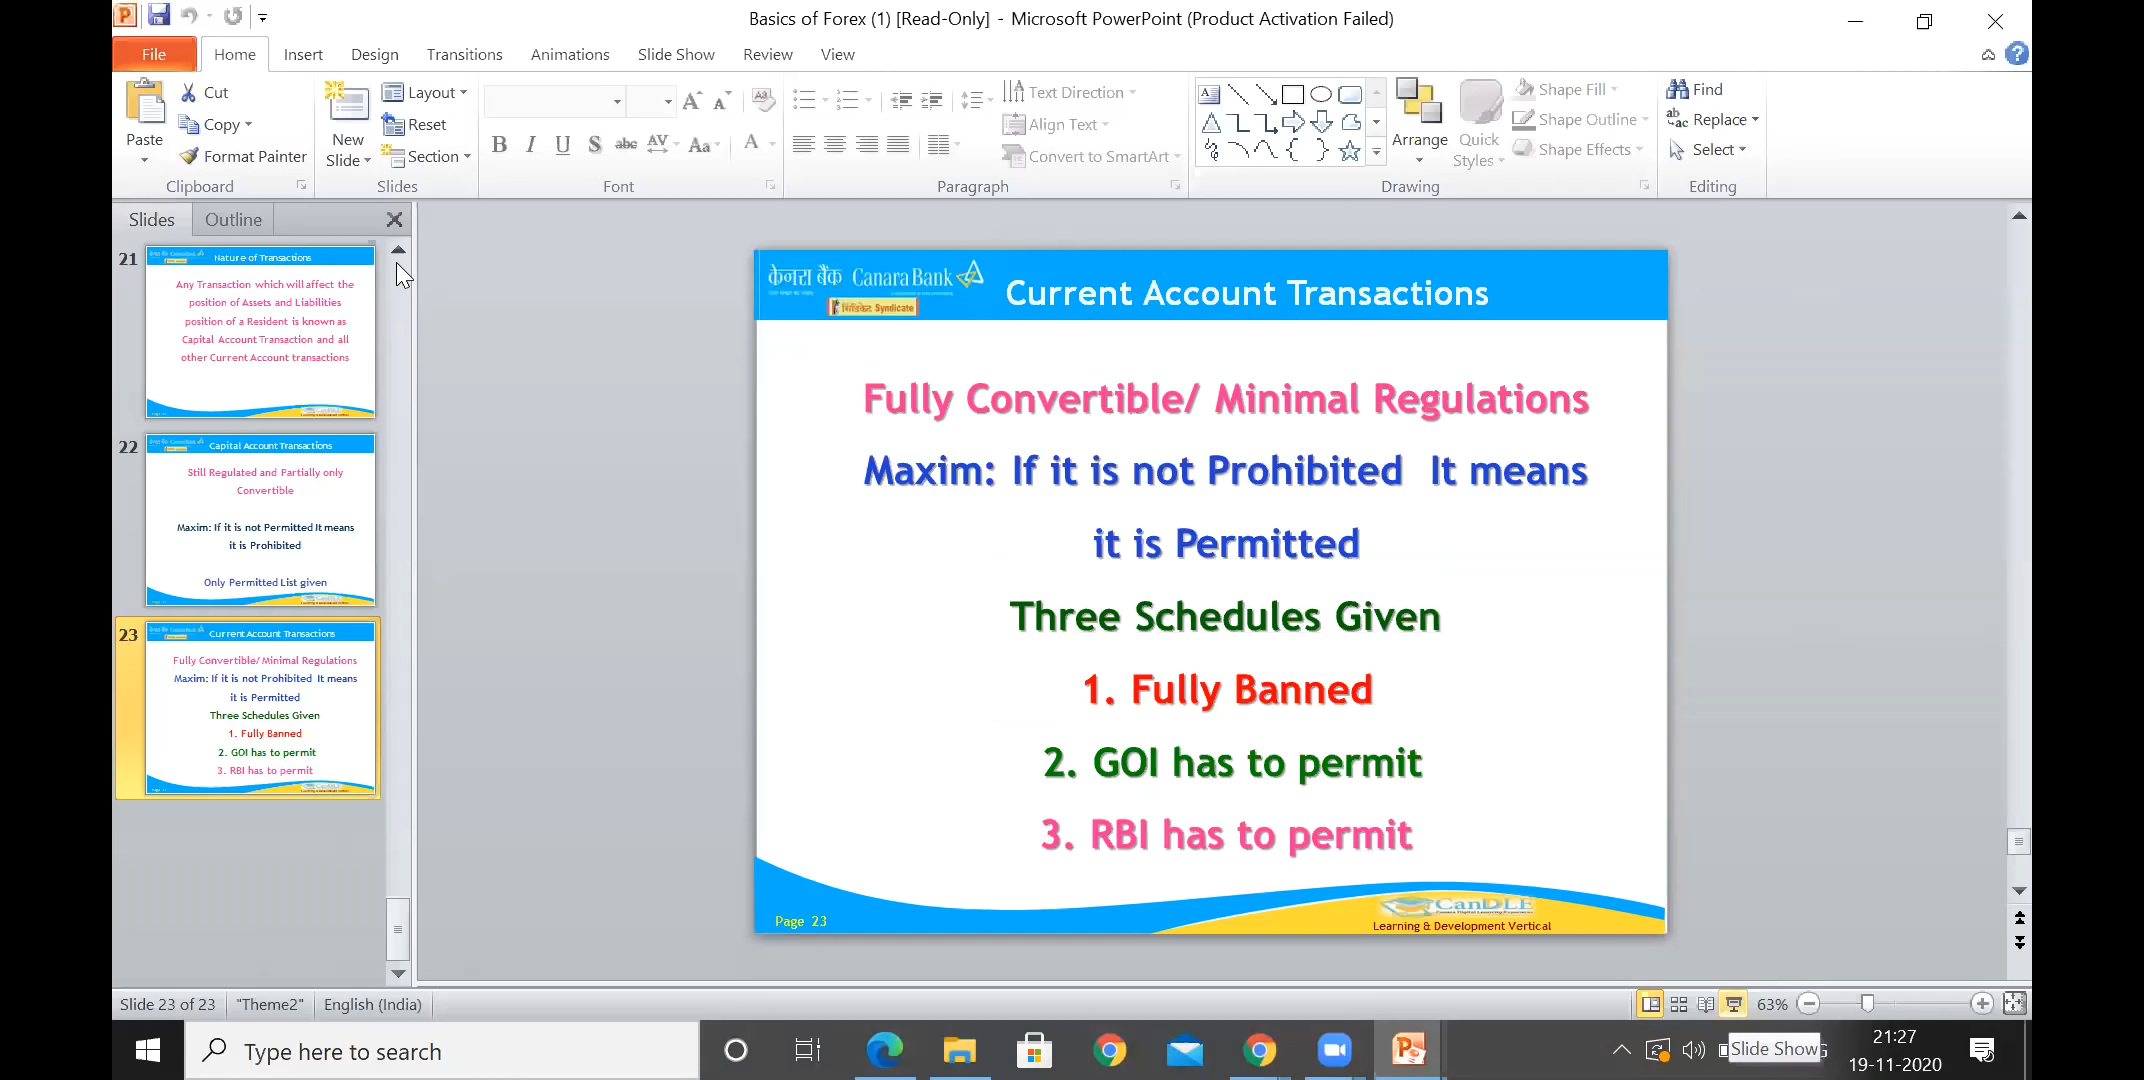 Basics of Forex (1) [Read-Only] - Microsoft PowerPoint (Product Activation Failed)
File Home Insert Design Transitions Animations Slide Show Review View
Paste
Cut
Copy
Format Painter
Clipboard
New Slide
Layout
Reset
Section
Slides
B I U S abc AV Aa A
Font
Text Direction
Align Text
Convert to SmartArt
Paragraph
Arrange
Quick Styles
Shape Fill
Shape Outline
Shape Effects
Drawing
Find
Replace
Select
Editing
Slides Outline
21
Nature of Transactions
Any Transaction which will affect the
position of Assets and Liabilities
position of a Resident is known as
Capital Account Transaction and all
other Current Account transactions
22
Capital Account Transactions
Still Regulated and Partially only
Convertible
Maxim: If it is not Permitted It means
it is Prohibited
Only Permitted List given
23
Current Account Transactions
Fully Convertible/ Minimal Regulations
Maxim: If it is not Prohibited It means
it is Permitted
Three Schedules Given
1. Fully Banned
2. GOI has to permit
3. RBI has to permit
केनरा बैंक Canara Bank
सिंडिकेट Syndicate
Current Account Transactions
Fully Convertible/ Minimal Regulations
Maxim: If it is not Prohibited It means
it is Permitted
Three Schedules Given
1. Fully Banned
2. GOI has to permit
3. RBI has to permit
Page 23
CanDLE
Learning & Development Vertical
Slide 23 of 23 "Theme2" English (India)
63%
Type here to search
Slide Show
21:27
19-11-2020